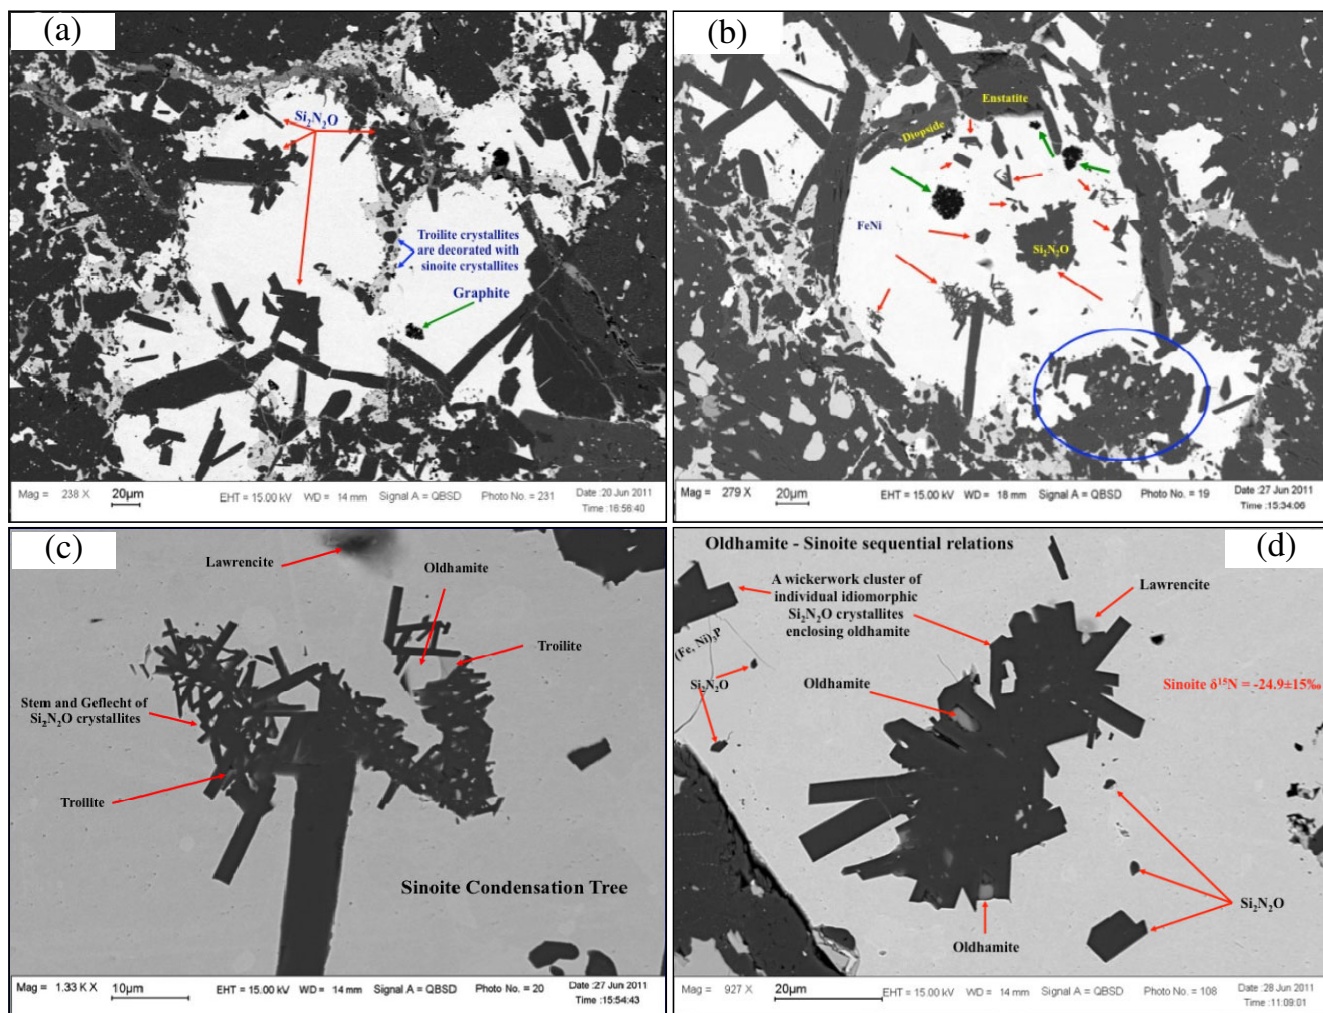 (a)
Si2N2O
Troilite crystallites
are decorated with
sinoite crystallites
Graphite
Mag = 238 X
20µm
EHT = 15.00 kV
WD = 14 mm
Signal A = QBSD
Photo No. = 231
Date :20 Jun 2011
Time :16:56:40
(b)
Enstatite
Diopside
FeNi
Si2N2O
Mag = 279 X
20µm
EHT = 15.00 kV
WD = 18 mm
Signal A = QBSD
Photo No. = 19
Date :27 Jun 2011
Time :15:34:06
(c)
Lawrencite
Oldhamite
Troilite
Stem and Geflecht of
Si2N2O crystallites
Troilite
Sinoite Condensation Tree
Mag = 1.33 K X
10µm
EHT = 15.00 kV
WD = 14 mm
Signal A = QBSD
Photo No. = 20
Date :27 Jun 2011
Time :15:54:43
(d)
Oldhamite - Sinoite sequential relations
A wickerwork cluster of
individual idiomorphic
Si2N2O crystallites
enclosing oldhamite
Lawrencite
(Fe, Ni)3P
Si2N2O
Oldhamite
Sinoite δ15N = -24.9±15‰
Si2N2O
Oldhamite
Mag = 927 X
20µm
EHT = 15.00 kV
WD = 14 mm
Signal A = QBSD
Photo No. = 108
Date :28 Jun 2011
Time :11:09:01